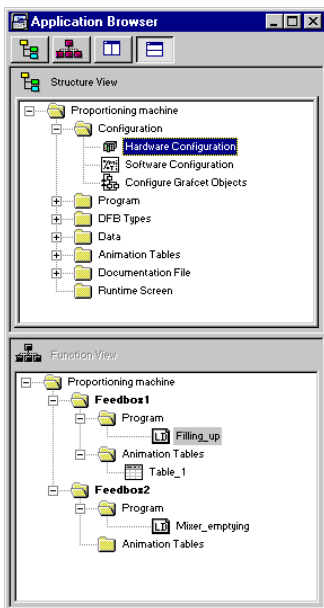 Application Browser
Structure View
Proportioning machine
Configuration
Hardware Configuration
Software Configuration
Configure Grafcet Objects
Program
DFB Types
Data
Animation Tables
Documentation File
Runtime Screen
Function View
Proportioning machine
Feedbox1
Program
LD Filling_up
Animation Tables
Table_1
Feedbox2
Program
LD Mixer_emptying
Animation Tables